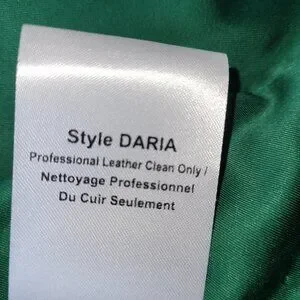 Style DARIA
Professional Leather Clean Only /
Nettoyage Professionnel
Du Cuir Seulement